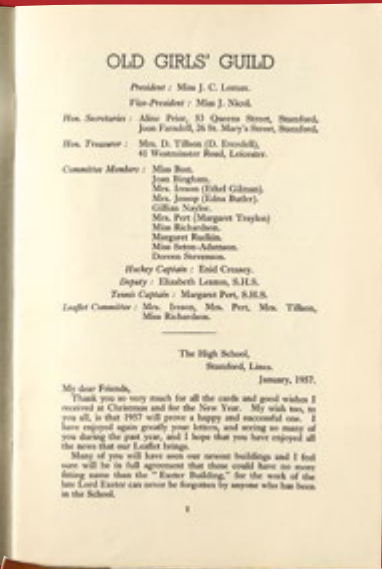 OLD GIRLS' GUILD
President : Miss J. C. Lomax.
Vice-President : Miss J. Nicol.
Hon. Secretaries : Aline Price, 53 Queens Street, Stamford,
Joan Farndell, 26 St. Mary's Street, Stamford.
Hon. Treasurer : Mrs. D. Tillson (D. Everdell),
41 Westminster Road, Leicester.
Committee Members : Miss Best.
Joan Bingham.
Mrs. Ireson (Ethel Gilman).
Mrs. Jessop (Edna Butler).
Gillian Naylor.
Mrs. Pert (Margaret Traylen)
Miss Richardson.
Margaret Rudkin.
Miss Seton-Adamson.
Doreen Stevenson.
Hockey Captain : Enid Creasey.
Deputy : Elizabeth S.H.S.
Tennis Captain : Margaret Pert, S.H.S.
Leaflet Committee : Mrs. Ireson, Mrs. Pert, Mrs. Tillson,
Miss Richardson.
The High School,
Stamford, Lincs.
January, 1957.
My dear Friends,
Thank you so very much for all the cards and good wishes I
received at Christmas and for the New Year. My wish too, to
you all, is that 1957 will prove a happy and successful one. I
have enjoyed again greatly your letters, and seeing so many of
you during the past year, and I hope that you have enjoyed all
the news that our Leaflet brings.
Many of you will have seen our newest buildings and I feel
sure will be in full agreement that there could have no more
fitting name than the "Exeter Building," for the work of the
late Lord Exeter can never be forgotten by anyone who has been
in the School.
1